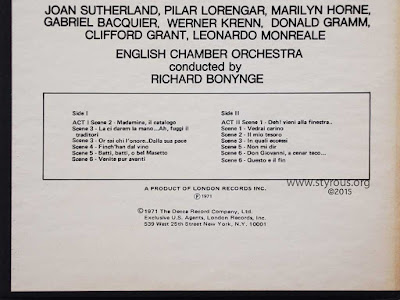 JOAN SUTHERLAND, PILAR LORENGAR, MARILYN HORNE,
GABRIEL BACQUIER, WERNER KRENN, DONALD GRAMM,
CLIFFORD GRANT, LEONARDO MONREALE
ENGLISH CHAMBER ORCHESTRA
conducted by
RICHARD BONYNGE
Side I
ACT I Scene 2 - Madamina, il catalogo
Scene 3 - La ci darem la mano...Ah, fuggi il
traditori
Scene 3 - Or sai chi l'onore..Dalla sua pace
Scene 4 - Finch'han dal vino
Scene 5 - Batti, batti, o bel Masetto
Scene 6 - Venite pur avanti
Side II
ACT II Scene 1 - Deh! vieni alla finestra..
Scene 1 - Vedrai carino
Scene 2 - Il mio tesoro
Scene 3 - In quali eccessi
Scene 5 - Non mi dir
Scene 6 - Don Giovanni, a cenar teco...
Scene 6 - Questo e il fin
www.styrous.org
©2015
A PRODUCT OF LONDON RECORDS INC.
Ⓟ 1971
©1971 The Decca Record Company, Ltd.
Exclusive U.S. Agents, London Records, Inc.
539 West 25th Street New York, N.Y. 10001